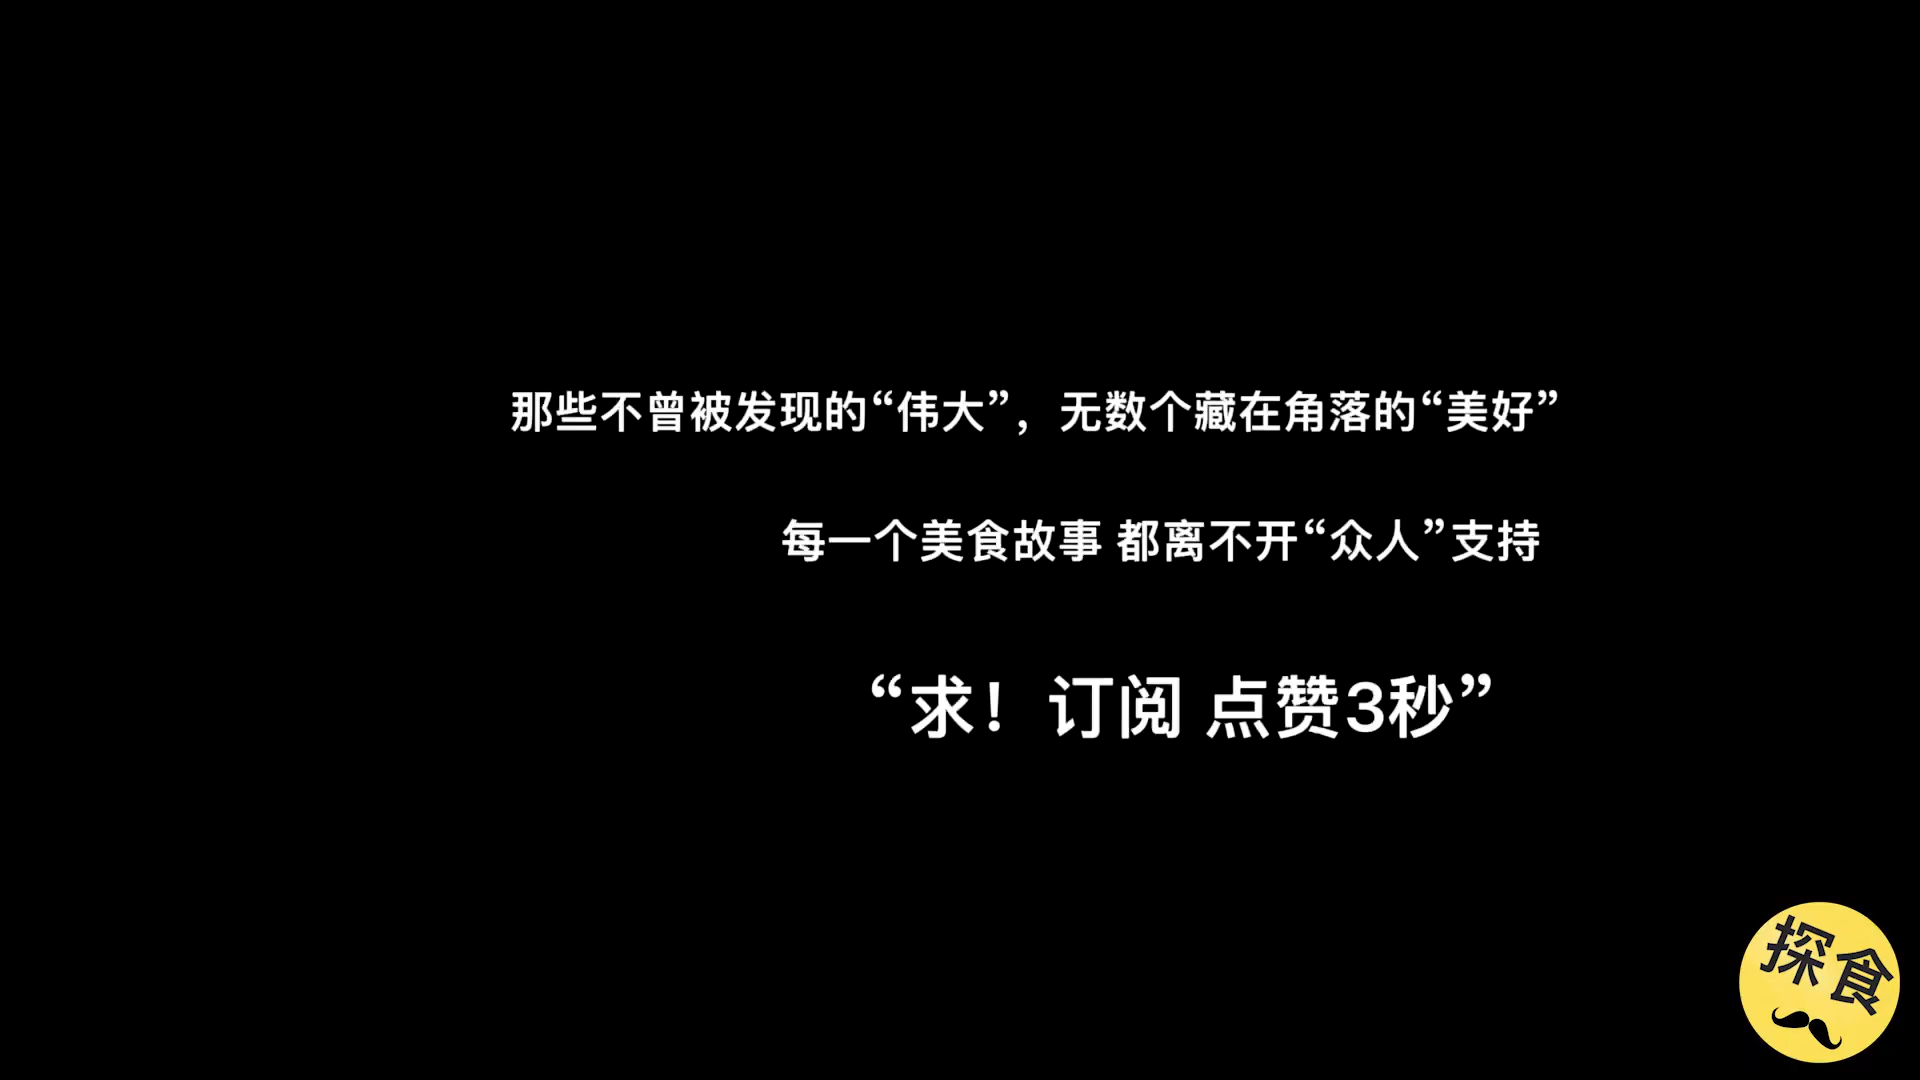 那些不曾被发现的“伟大”，无数个藏在角落的“美好”
每一个美食故事 都离不开“众人”支持
“求！订阅 点赞3秒”
探食